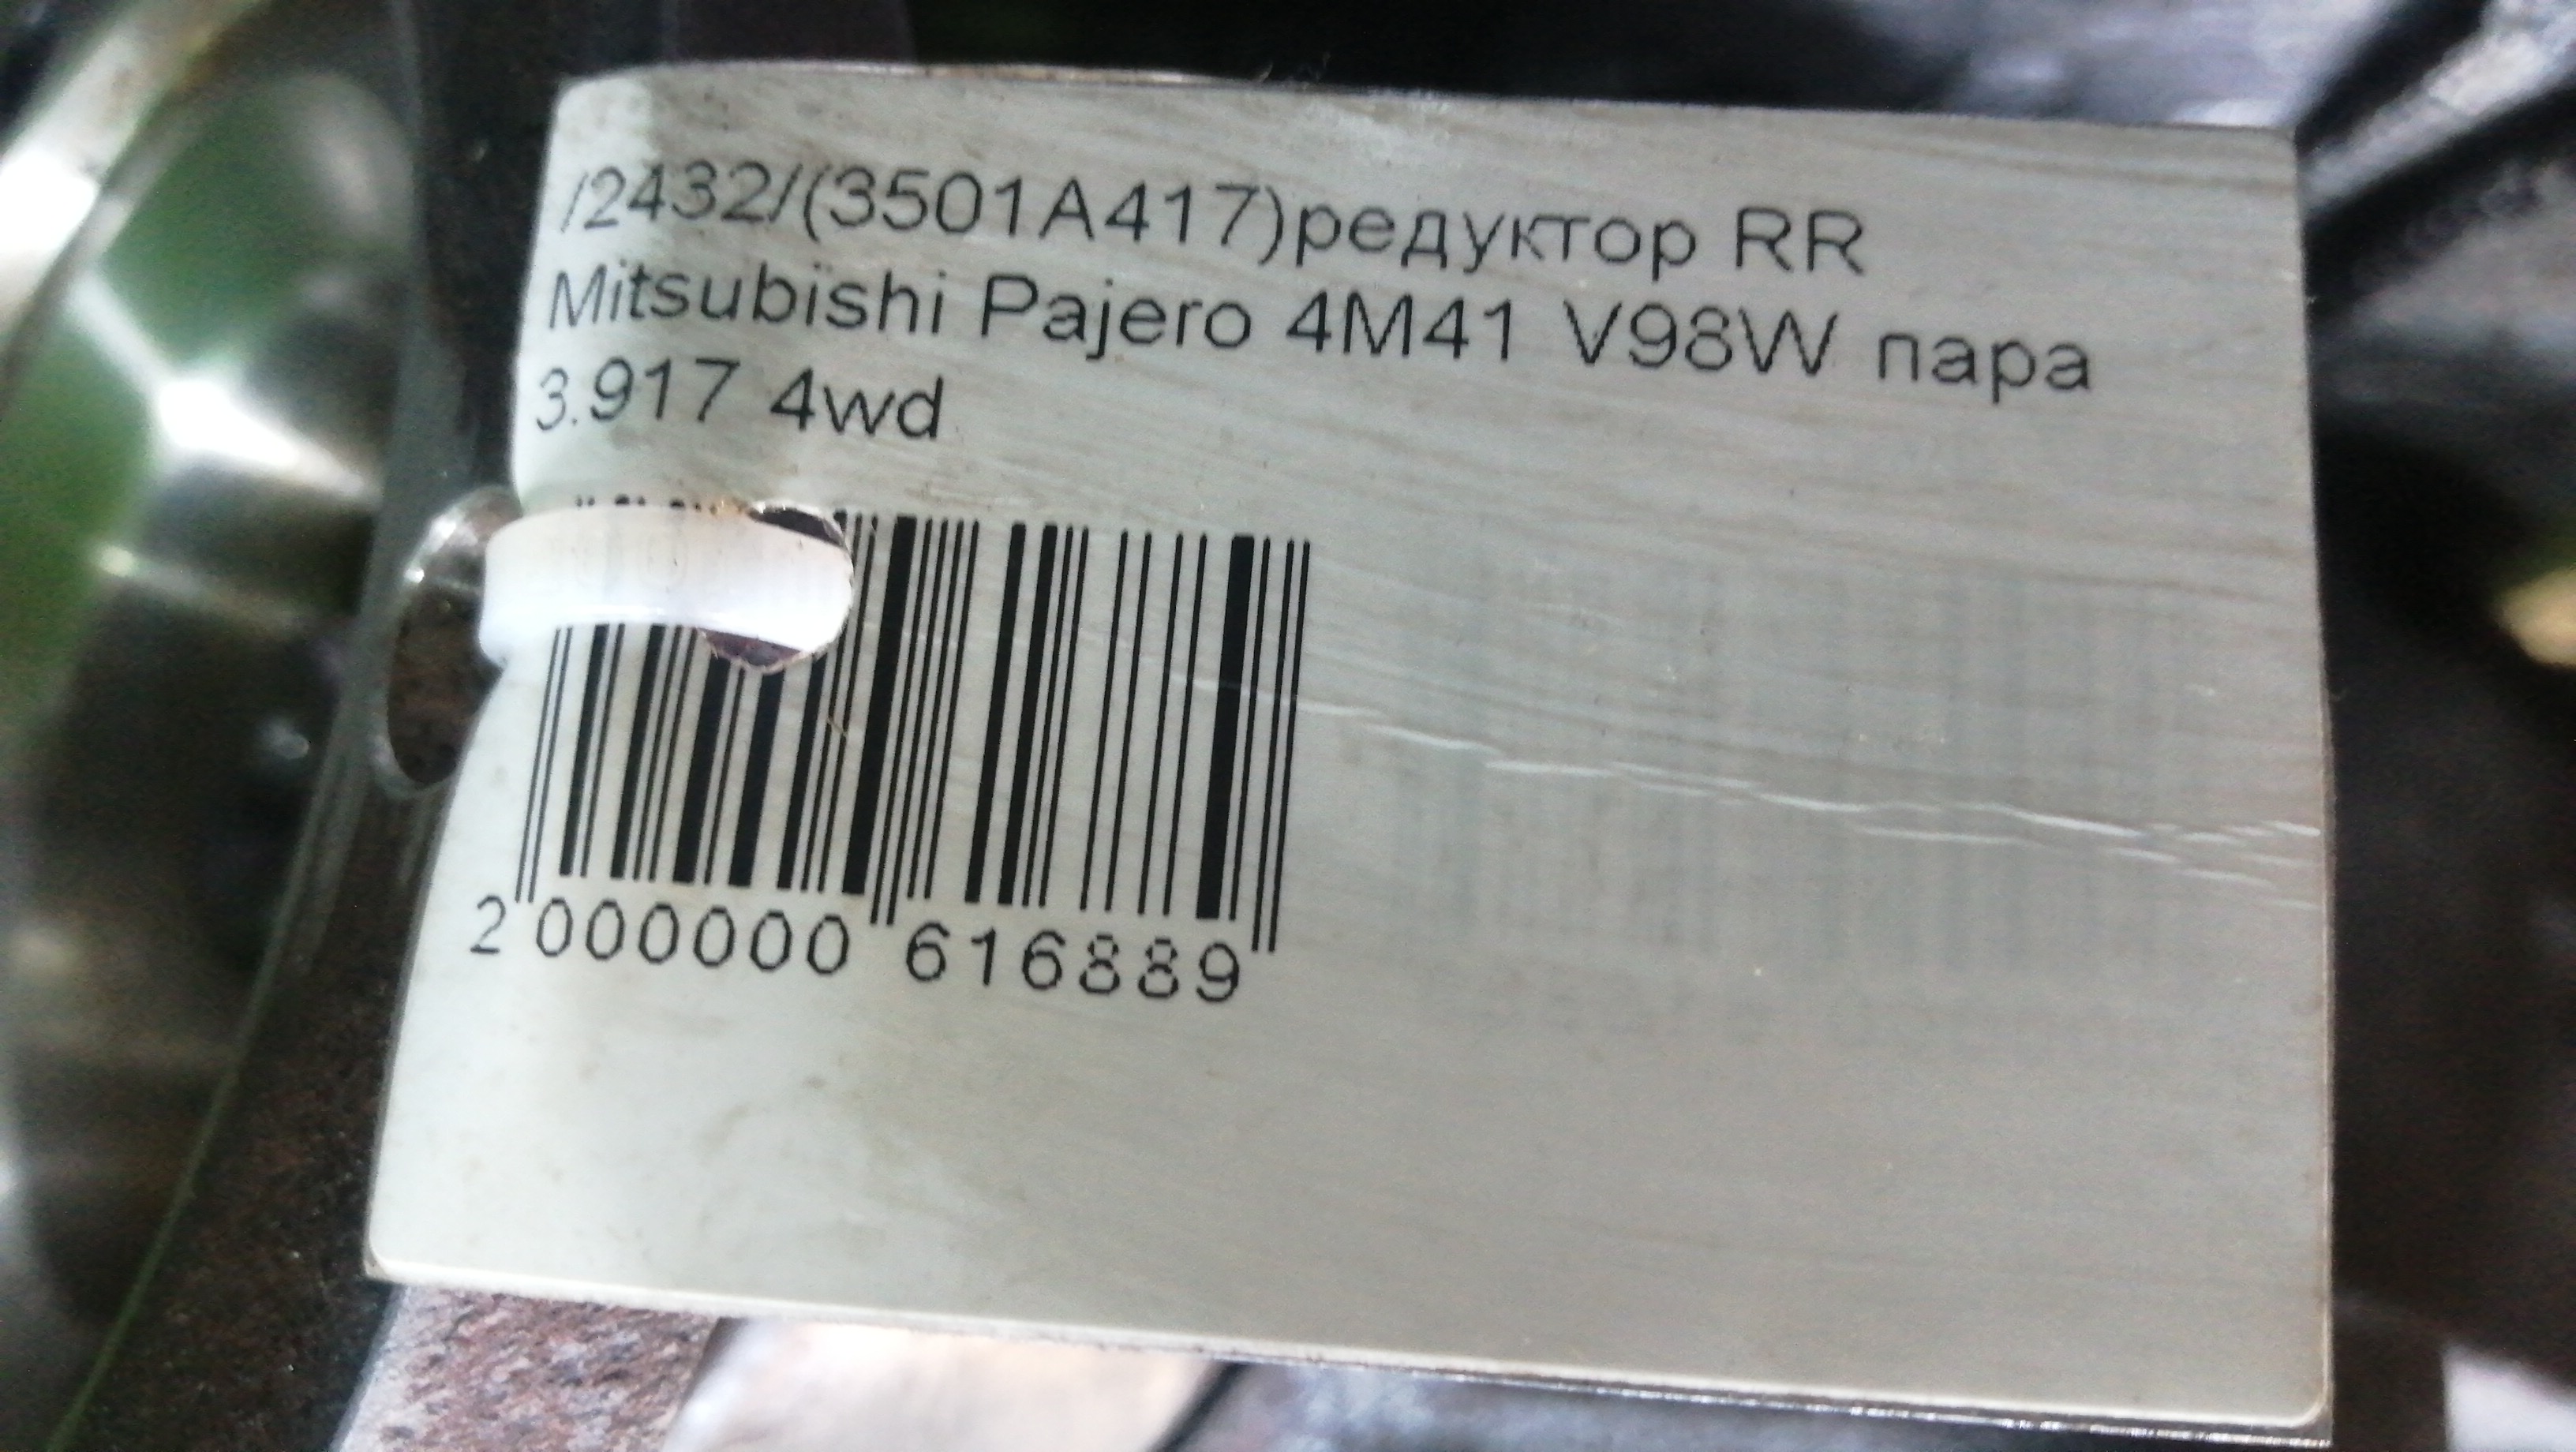 /2432/(3501A417)редуктор RR
Mitsubishi Pajero 4M41 V98W пара
3.917 4wd
2 000000 616889